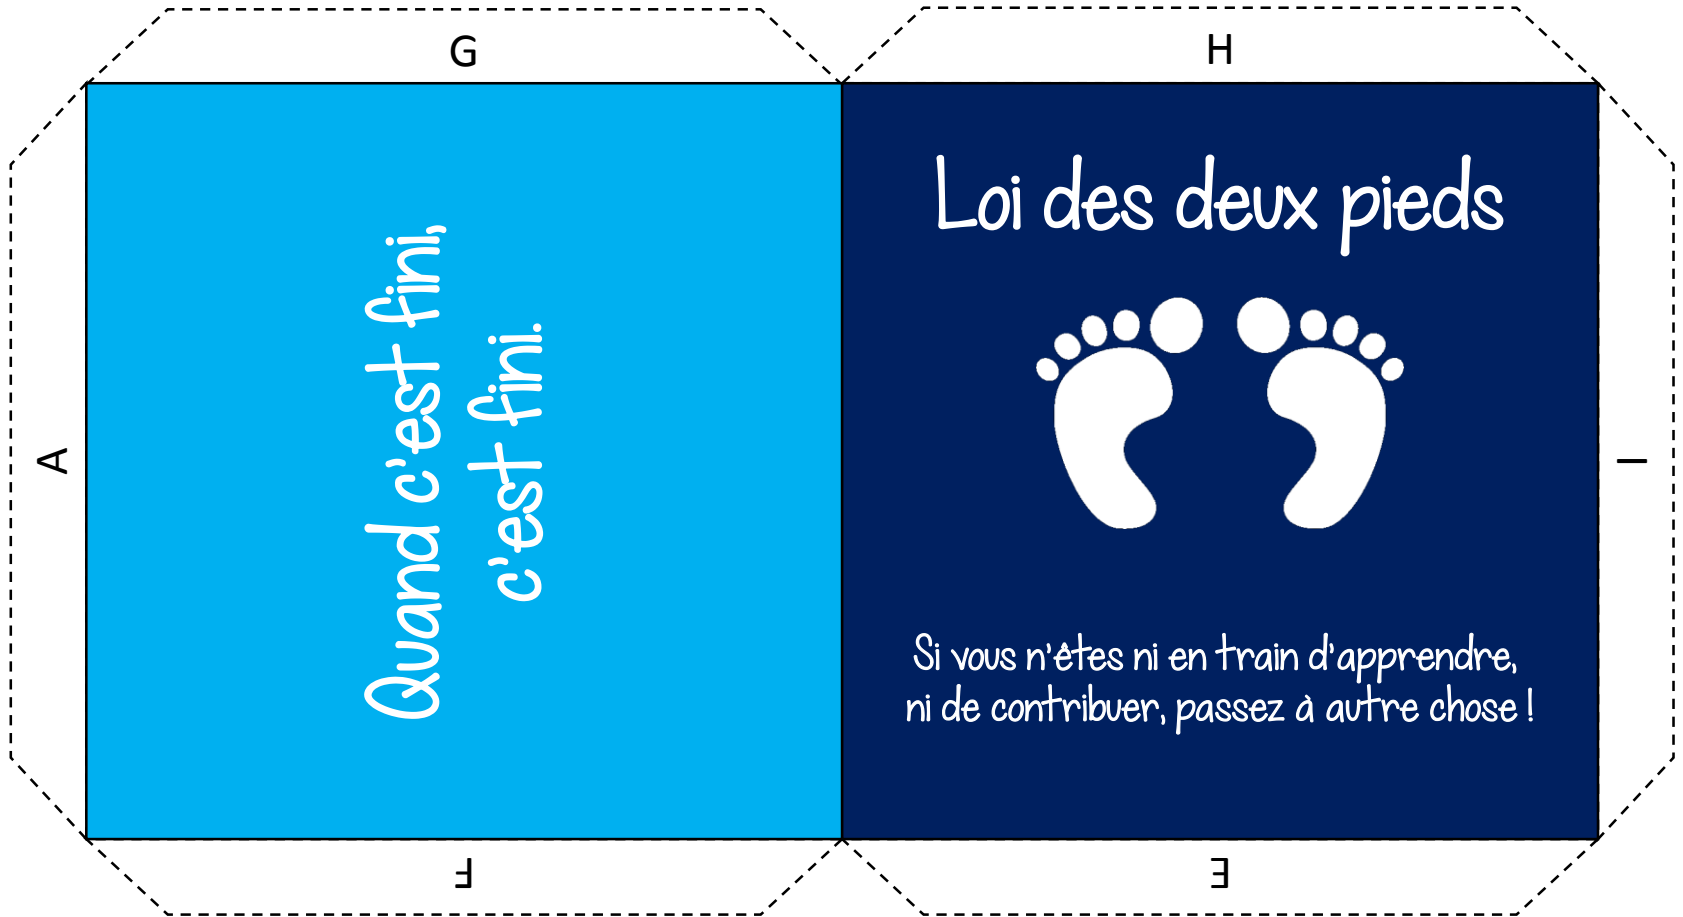 G
H
A
Quand c'est fini,
c'est fini.
Loi des deux pieds
Si vous n'êtes ni en train d'apprendre,
ni de contribuer, passez à autre chose !
I
F
E